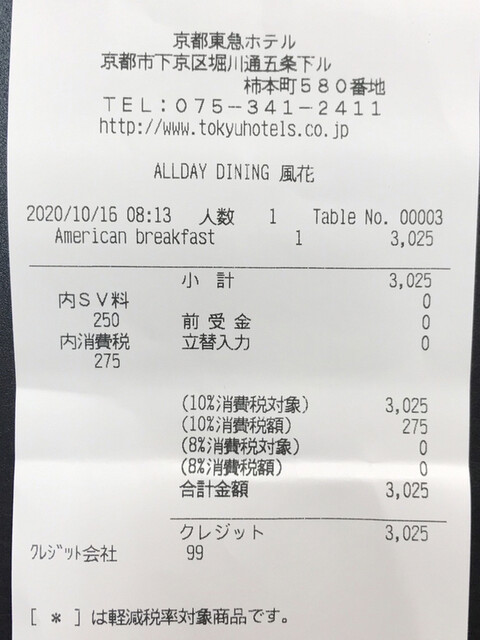 京都東急ホテル
京都市下京区堀川通五条下ル
柿本町580番地
TEL:075-341-2411
http://www.tokyuhotels.co.jp
ALLDAY DINING 風花
2020/10/16 08:13 人数 1 Table No. 00003
American breakfast 1 3,025
小 計 3,025
内SV料 0
250 前 受 金 0
内消費税 立替入力 0
275
(10%消費税対象) 3,025
(10%消費税額) 275
(8%消費税対象) 0
(8%消費税額) 0
合計金額 3,025
クレジット 3,025
クレジット会社 99
[ * ] は軽減税率対象商品です。